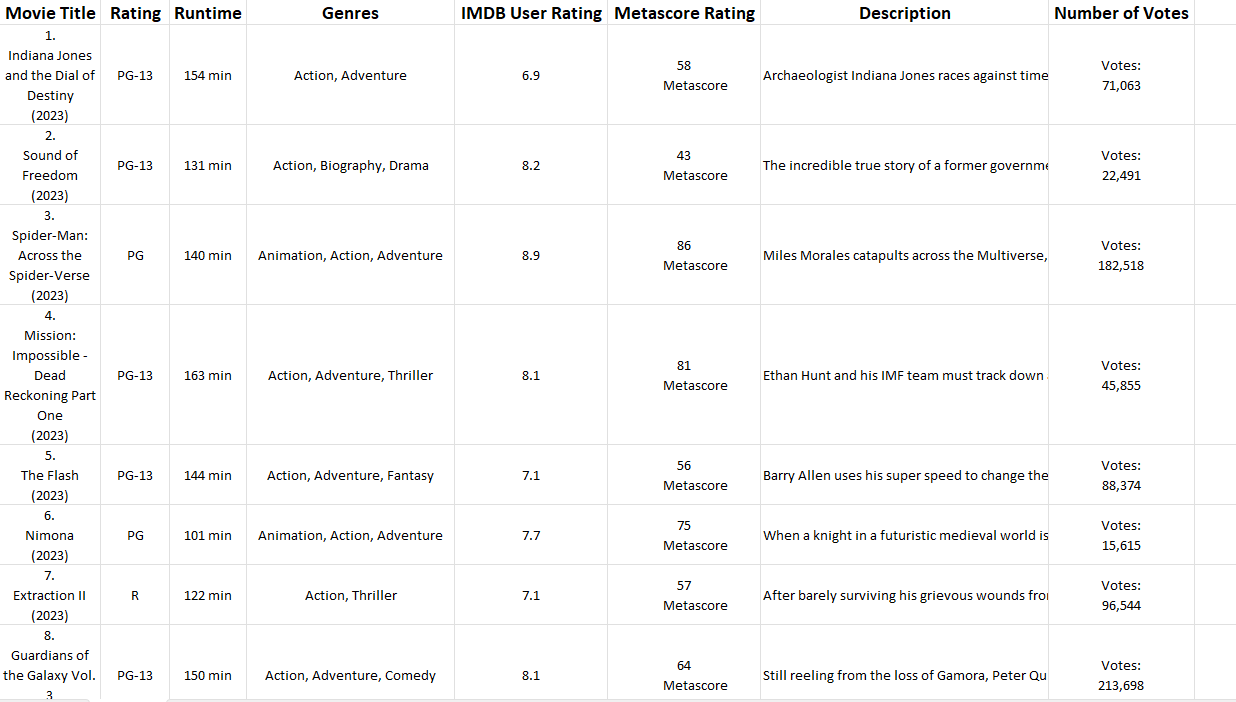 Movie Title Rating Runtime Genres IMDB User Rating Metascore Rating Description Number of Votes
1.
Indiana Jones
and the Dial of
Destiny
(2023)
PG-13
154 min
Action, Adventure
6.9
58
Metascore
Archaeologist Indiana Jones races against time
Votes:
71,063
2.
Sound of
Freedom
(2023)
PG-13
131 min
Action, Biography, Drama
8.2
43
Metascore
The incredible true story of a former governme
Votes:
22,491
3.
Spider-Man:
Across the
Spider-Verse
(2023)
PG
140 min
Animation, Action, Adventure
8.9
86
Metascore
Miles Morales catapults across the Multiverse,
Votes:
182,518
4.
Mission:
Impossible -
Dead
Reckoning Part
One
(2023)
PG-13
163 min
Action, Adventure, Thriller
8.1
81
Metascore
Ethan Hunt and his IMF team must track down
Votes:
45,855
5.
The Flash
(2023)
PG-13
144 min
Action, Adventure, Fantasy
7.1
56
Metascore
Barry Allen uses his super speed to change the
Votes:
88,374
6.
Nimona
(2023)
PG
101 min
Animation, Action, Adventure
7.7
75
Metascore
When a knight in a futuristic medieval world is
Votes:
15,615
7.
Extraction II
(2023)
R
122 min
Action, Thriller
7.1
57
Metascore
After barely surviving his grievous wounds fro
Votes:
96,544
8.
Guardians of
the Galaxy Vol.
3
PG-13
150 min
Action, Adventure, Comedy
8.1
64
Metascore
Still reeling from the loss of Gamora, Peter Qu
Votes:
213,698